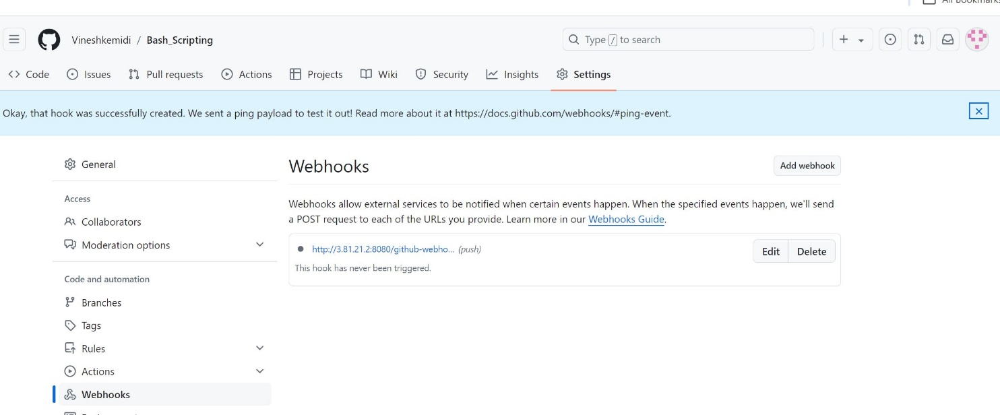 All Bookmarks
Vineshkemidi / Bash_Scripting
Type / to search
Code Issues Pull requests Actions Projects Wiki Security Insights Settings
Okay, that hook was successfully created. We sent a ping payload to test it out! Read more about it at https://docs.github.com/webhooks/#ping-event.
General
Access
Collaborators
Moderation options
Code and automation
Branches
Tags
Rules
Actions
Webhooks
Webhooks
Add webhook
Webhooks allow external services to be notified when certain events happen. When the specified events happen, we'll send
a POST request to each of the URLs you provide. Learn more in our Webhooks Guide.
http://3.81.21.2:8080/github-webho... (push)
Edit Delete
This hook has never been triggered.